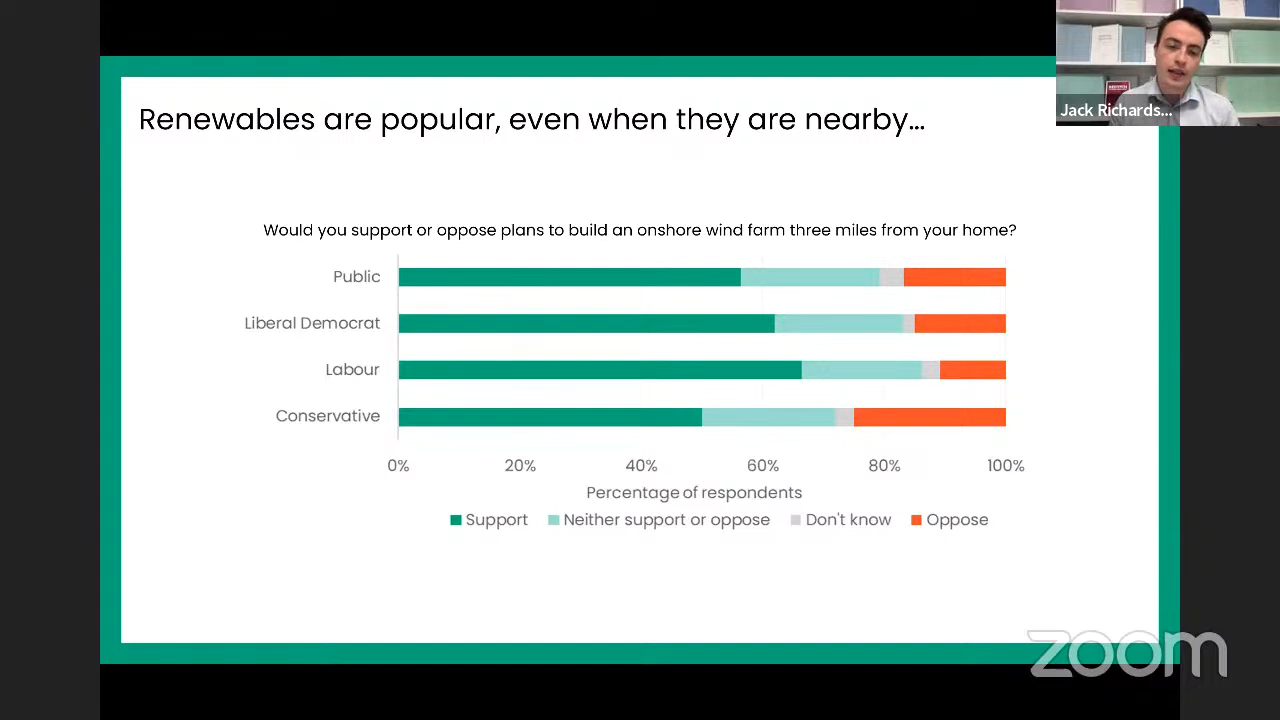 Jack Richards...
Renewables are popular, even when they are nearby...
Would you support or oppose plans to build an onshore wind farm three miles from your home?
Public
Liberal Democrat
Labour
Conservative
0% 20% 40% 60% 80% 100%
Percentage of respondents
Support Neither support or oppose Don't know Oppose
zoom